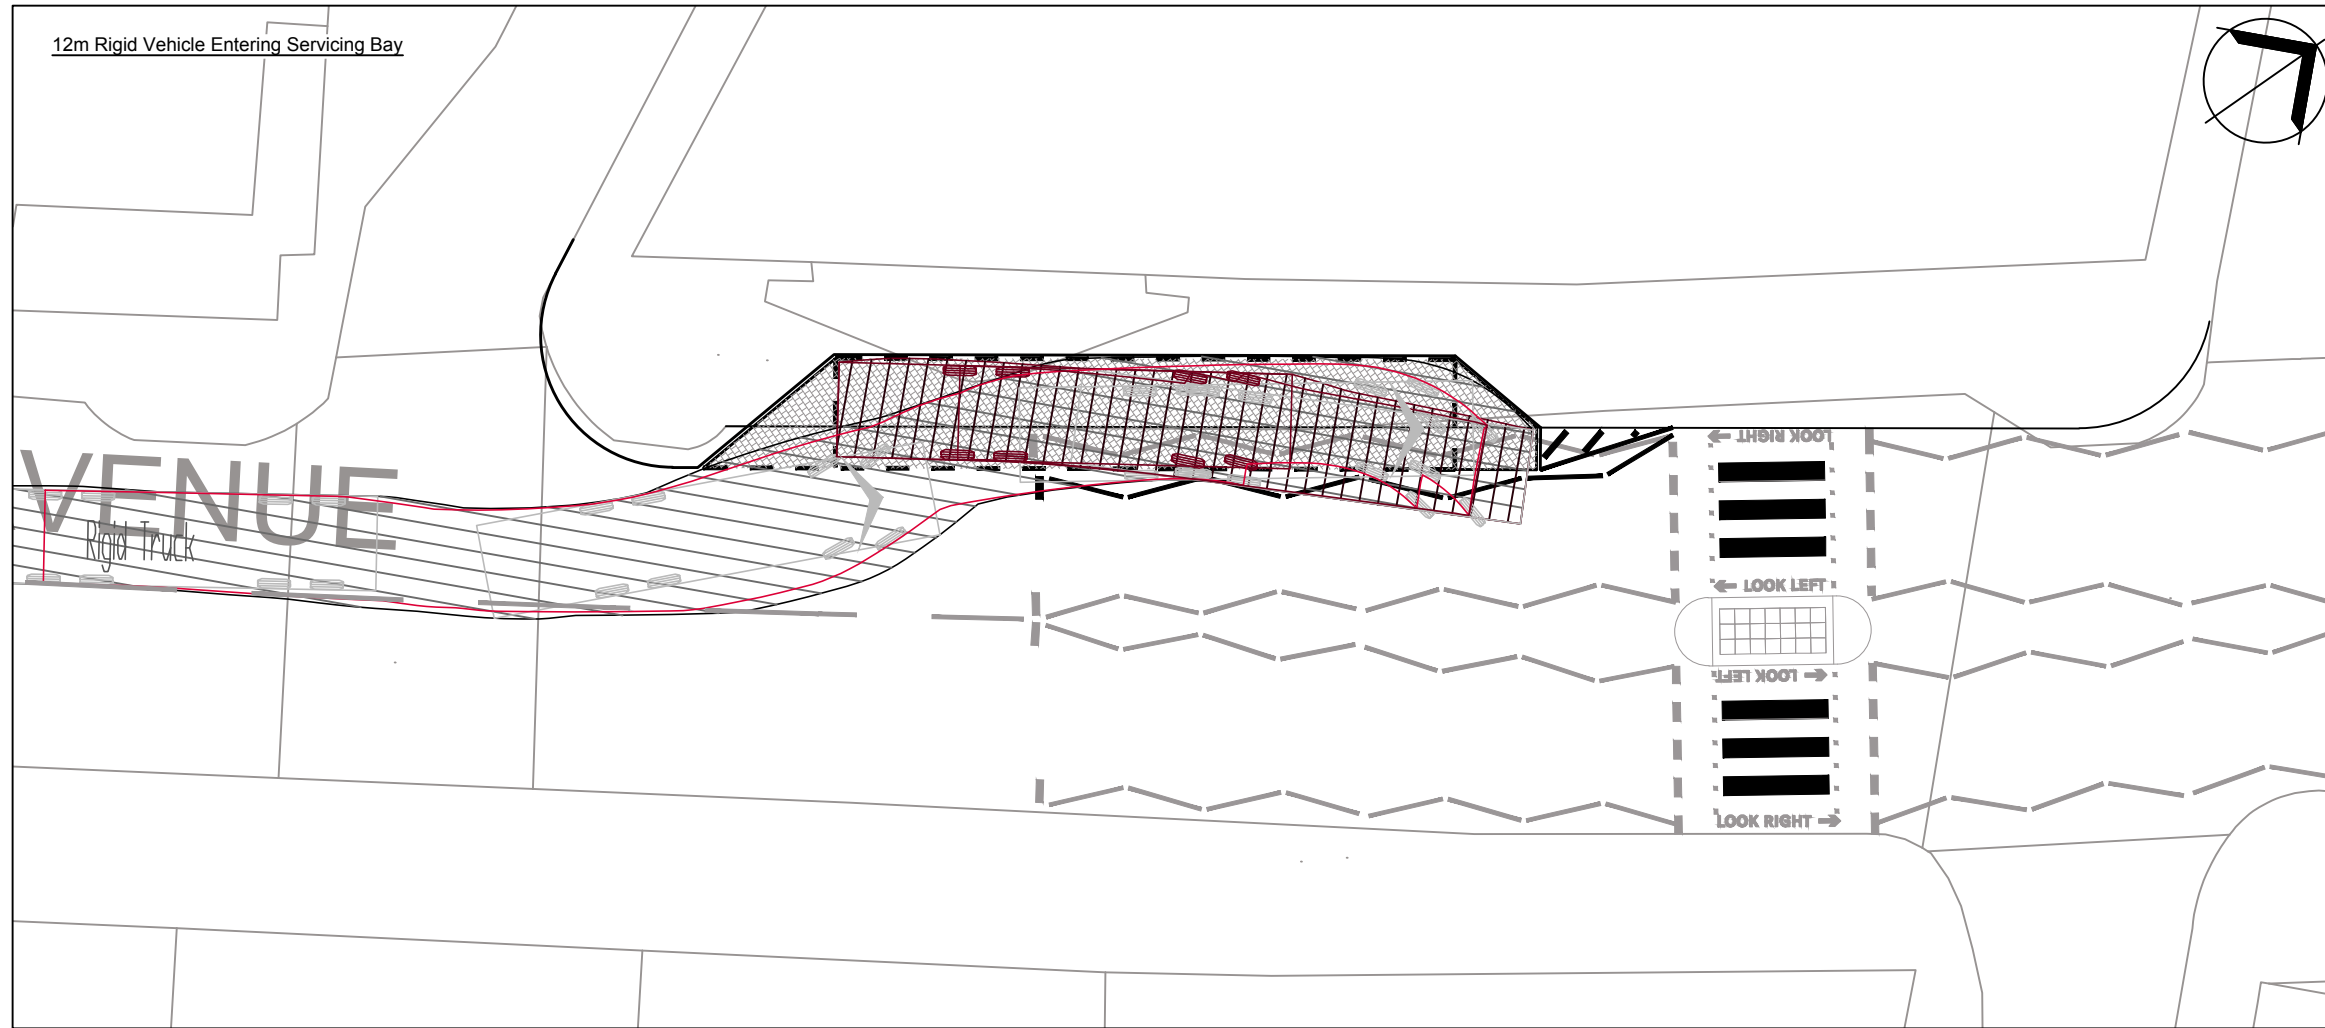 12m Rigid Vehicle Entering Servicing Bay
LOOK RIGHT
VENUE
Rigid Truck
LOOK LEFT
LOOK LEFT
LOOK RIGHT